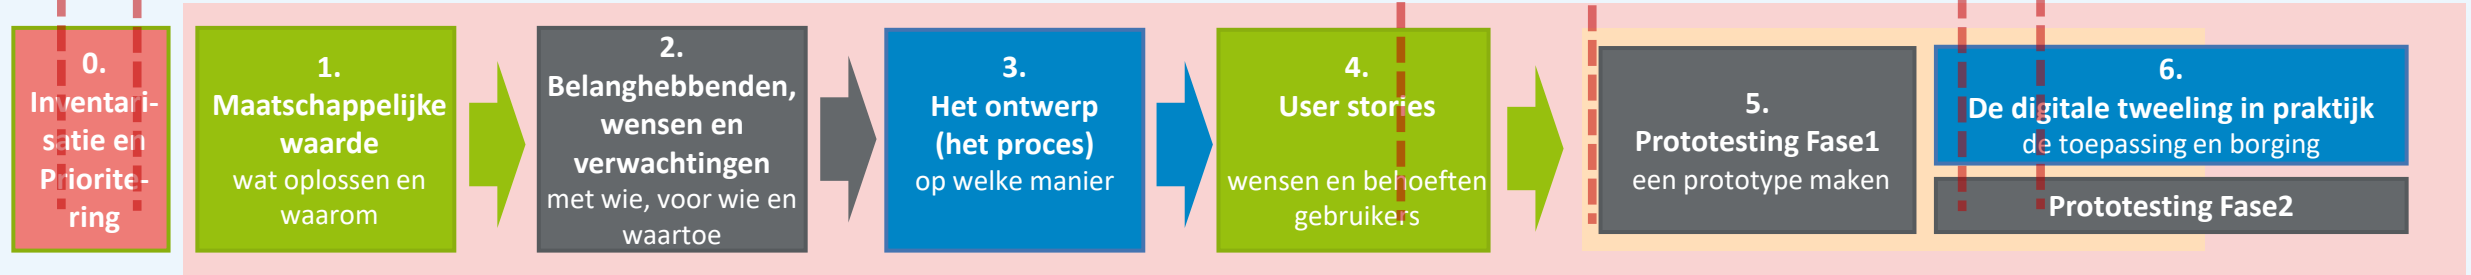 0.
Inventari-
satie en
Priorite-
ring
1.
Maatschappelijke
waarde
wat oplossen en
waarom
2.
Belanghebbenden,
wensen en
verwachtingen
met wie, voor wie en
waartoe
3.
Het ontwerp
(het proces)
op welke manier
4.
User stories
wensen en behoeften
gebruikers
5.
Prototesting Fase1
een prototype maken
6.
De digitale tweeling in praktijk
de toepassing en borging
Prototesting Fase2